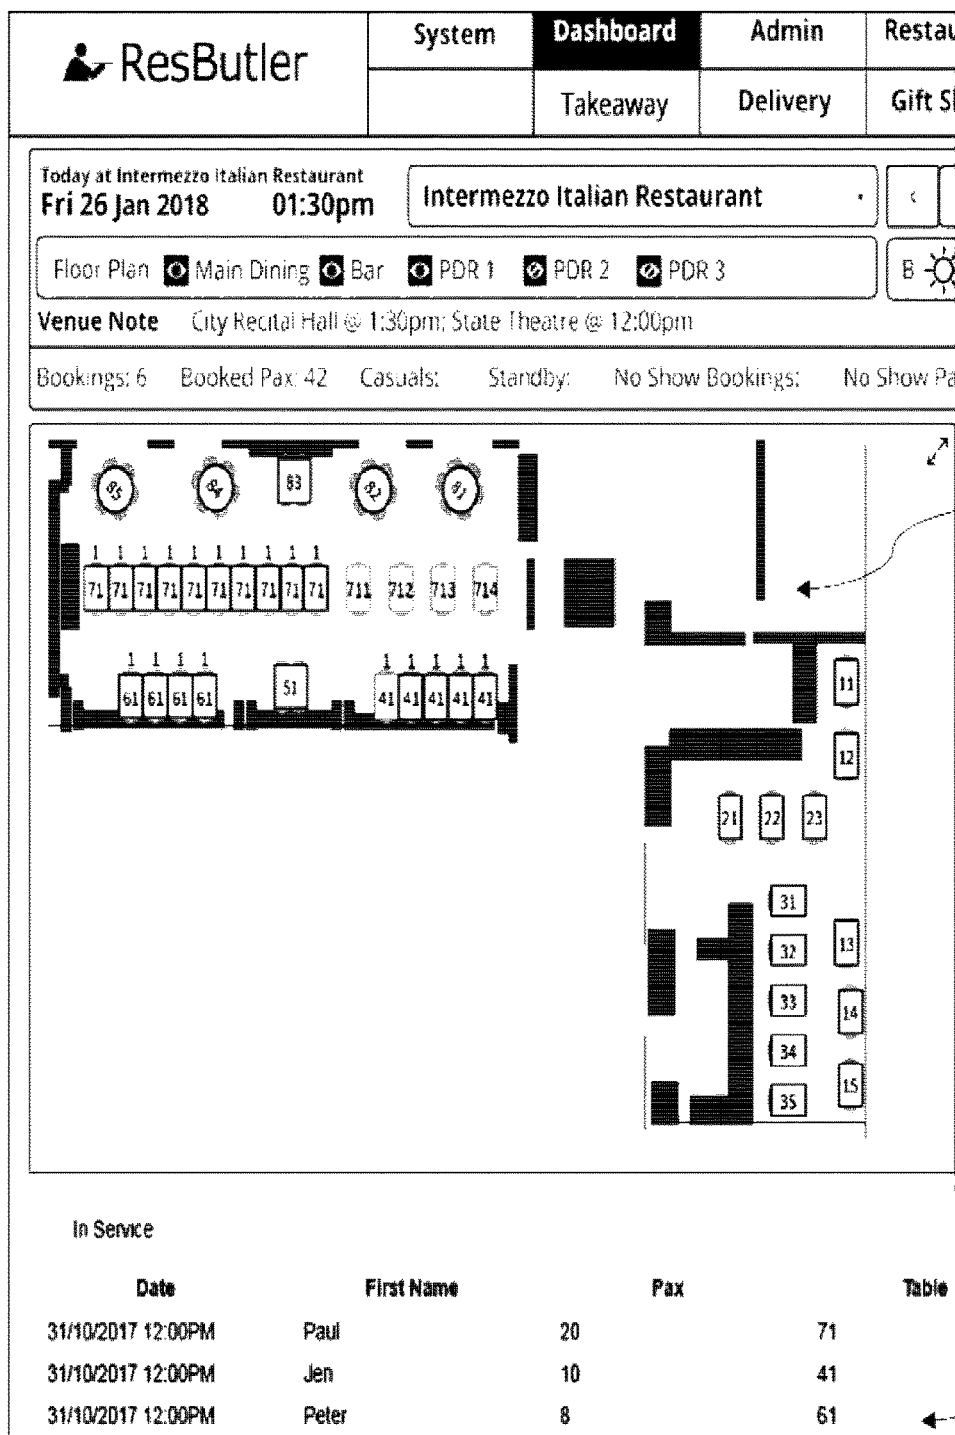 ResButler
System Dashboard Admin Restau
Takeaway Delivery Gift S
Today at Intermezzo Italian Restaurant
Fri 26 Jan 2018 01:30pm
Intermezzo Italian Restaurant
Floor Plan Main Dining Bar PDR 1 PDR 2 PDR 3
B
Venue Note City Recital Hall @ 1:30pm; State Theatre @ 12:00pm
Bookings: 6 Booked Pax: 42 Casuals: Standby: No Show Bookings: No Show Pa
85 84 83 82 81
1 1 1 1 1 1 1 1 1 1
71 71 71 71 71 71 71 71 71 71 711 712 713 714
1 1 1 1 1 1 1 1 1
61 61 61 61 51 41 41 41 41 41
11
12
21 22 23
31
32 13
33 14
34
35 15
In Service
Date First Name Pax Table
31/10/2017 12:00PM Paul 20 71
31/10/2017 12:00PM Jen 10 41
31/10/2017 12:00PM Peter 8 61